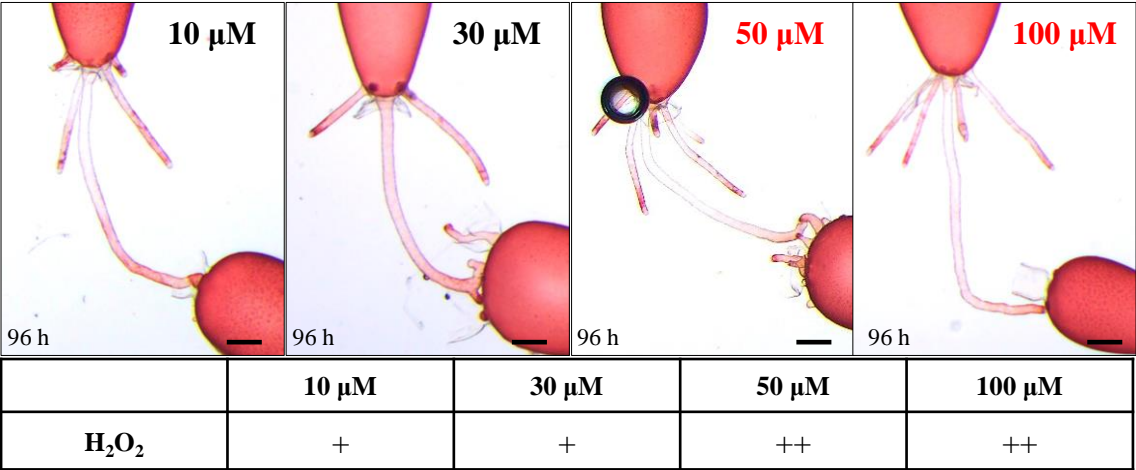 10 µM 30 µM 50 µM 100 µM
96 h 96 h 96 h 96 h
10 µM 30 µM 50 µM 100 µM
H₂O₂ + + ++ ++